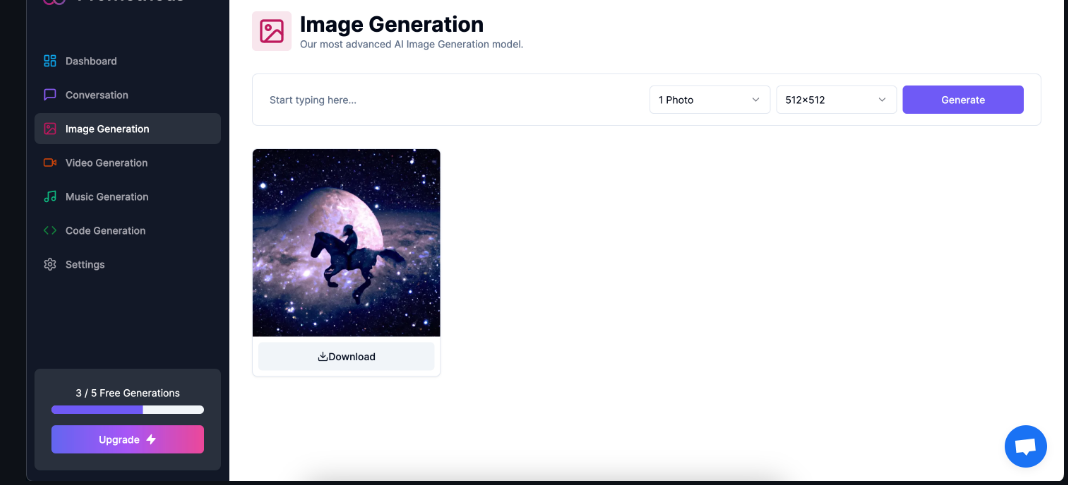 Dashboard
Conversation
Image Generation
Video Generation
Music Generation
Code Generation
Settings
3 / 5 Free Generations
Upgrade
Image Generation
Our most advanced AI Image Generation model.
Start typing here...
1 Photo
512×512
Generate
Download